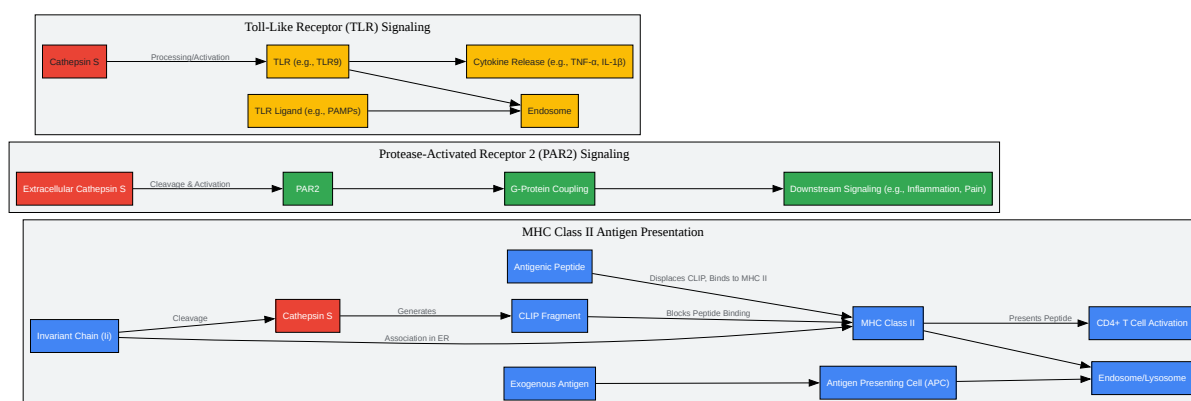 Toll-Like Receptor (TLR) Signaling
Cathepsin S
Processing/Activation
TLR (e.g., TLR9)
Cytokine Release (e.g., TNF-α, IL-1β)
TLR Ligand (e.g., PAMPs)
Endosome
Protease-Activated Receptor 2 (PAR2) Signaling
Extracellular Cathepsin S
Cleavage & Activation
PAR2
G-Protein Coupling
Downstream Signaling (e.g., Inflammation, Pain)
MHC Class II Antigen Presentation
Antigenic Peptide
Displaces CLIP, Binds to MHC II
Invariant Chain (Ii)
Cleavage
Cathepsin S
Generates
CLIP Fragment
Blocks Peptide Binding
MHC Class II
Presents Peptide
CD4+ T Cell Activation
Association in ER
Exogenous Antigen
Antigen Presenting Cell (APC)
Endosome/Lysosome